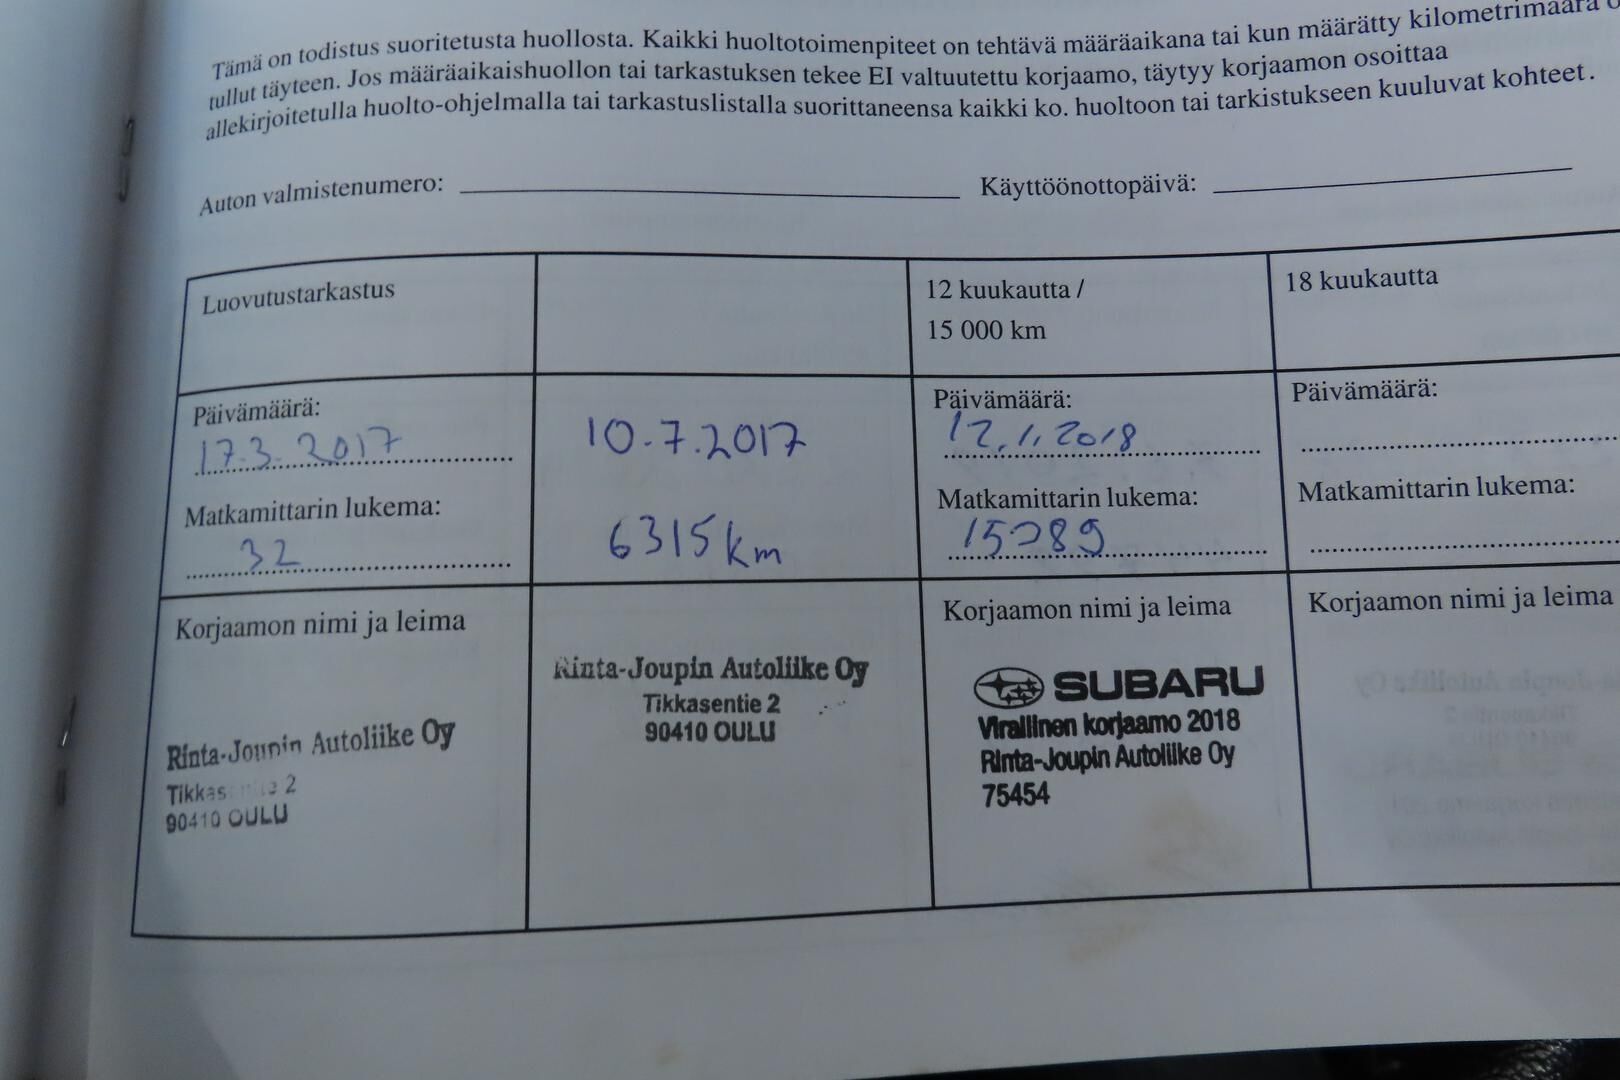 Tämä on todistus suoritetusta huollosta. Kaikki huoltotoimenpiteet on tehtävä määräaikana tai kun määrätty kilometrimäärä
tullut täyteen. Jos määräaikaishuollon tai tarkastuksen tekee EI valtuutettu korjaamo, täytyy korjaamon osoittaa
allekirjoitetulla huolto-ohjelmalla tai tarkastuslistalla suorittaneensa kaikki ko. huoltoon tai tarkistukseen kuuluvat kohteet.
Auton valmistenumero: Käyttöönottopäivä:
Luovutustarkastus
12 kuukautta /
15 000 km
18 kuukautta
Päivämäärä:
17.3.2017
10.7.2017
Päivämäärä:
12.1.2018
Päivämäärä:
Matkamittarin lukema:
32
6315 km
Matkamittarin lukema:
Matkamittarin lukema:
Korjaamon nimi ja leima
Rinta-Joupin Autoliike Oy
Tikkasentie 2
90410 OULU
Rinta-Joupin Autoliike Oy
Tikkasentie 2
90410 OULU
Korjaamon nimi ja leima
SUBARU
Virallinen korjaamo 2018
Rinta-Joupin Autoliike Oy
75454
Korjaamon nimi ja leima